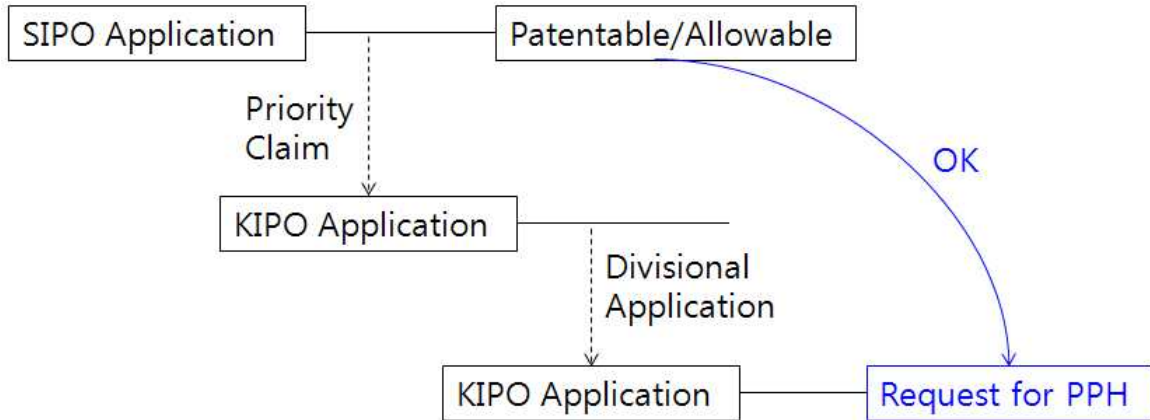 SIPO Application
Patentable/Allowable
Priority
Claim
OK
KIPO Application
Divisional
Application
KIPO Application
Request for PPH